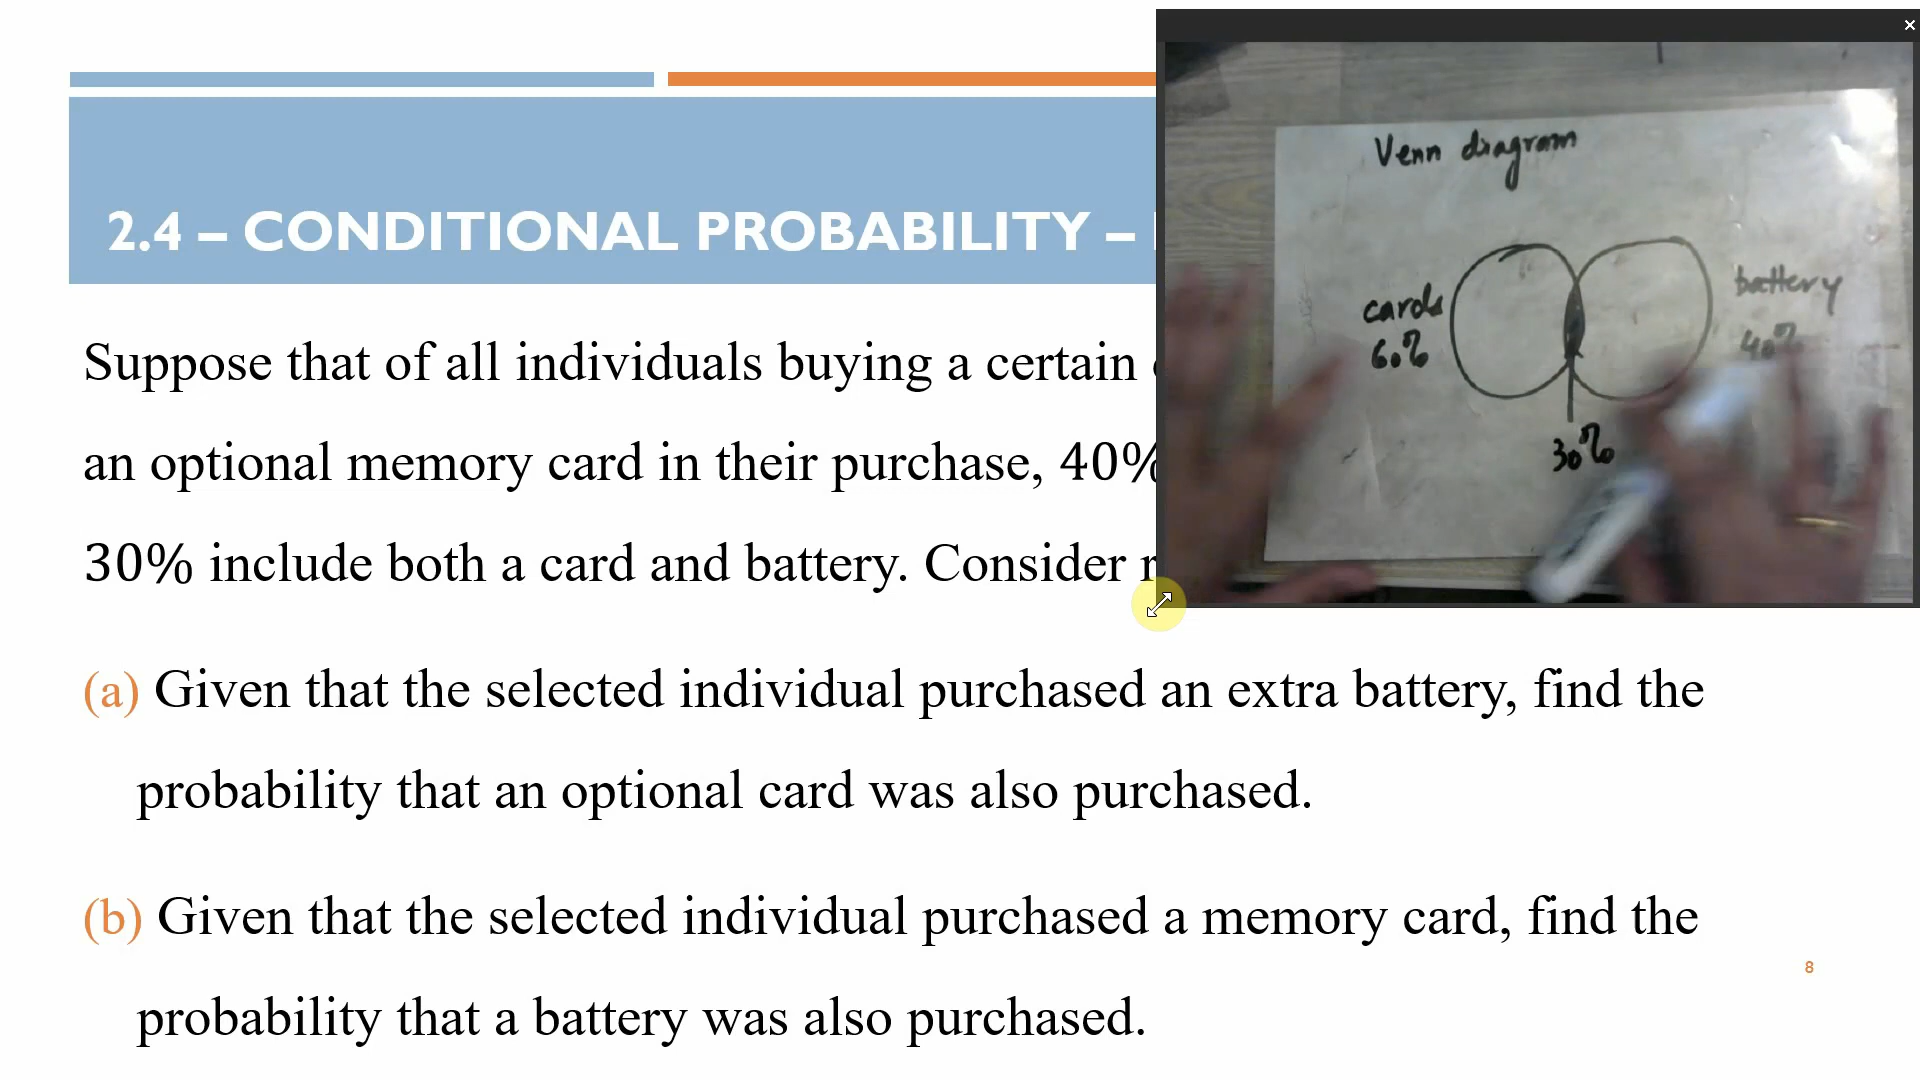 2.4 – CONDITIONAL PROBABILITY –
Suppose that of all individuals buying a certain
an optional memory card in their purchase, 40%
30% include both a card and battery. Consider
(a) Given that the selected individual purchased an extra battery, find the
probability that an optional card was also purchased.
(b) Given that the selected individual purchased a memory card, find the
probability that a battery was also purchased.
8
Venn diagram
cards
60%
battery
40%
30%